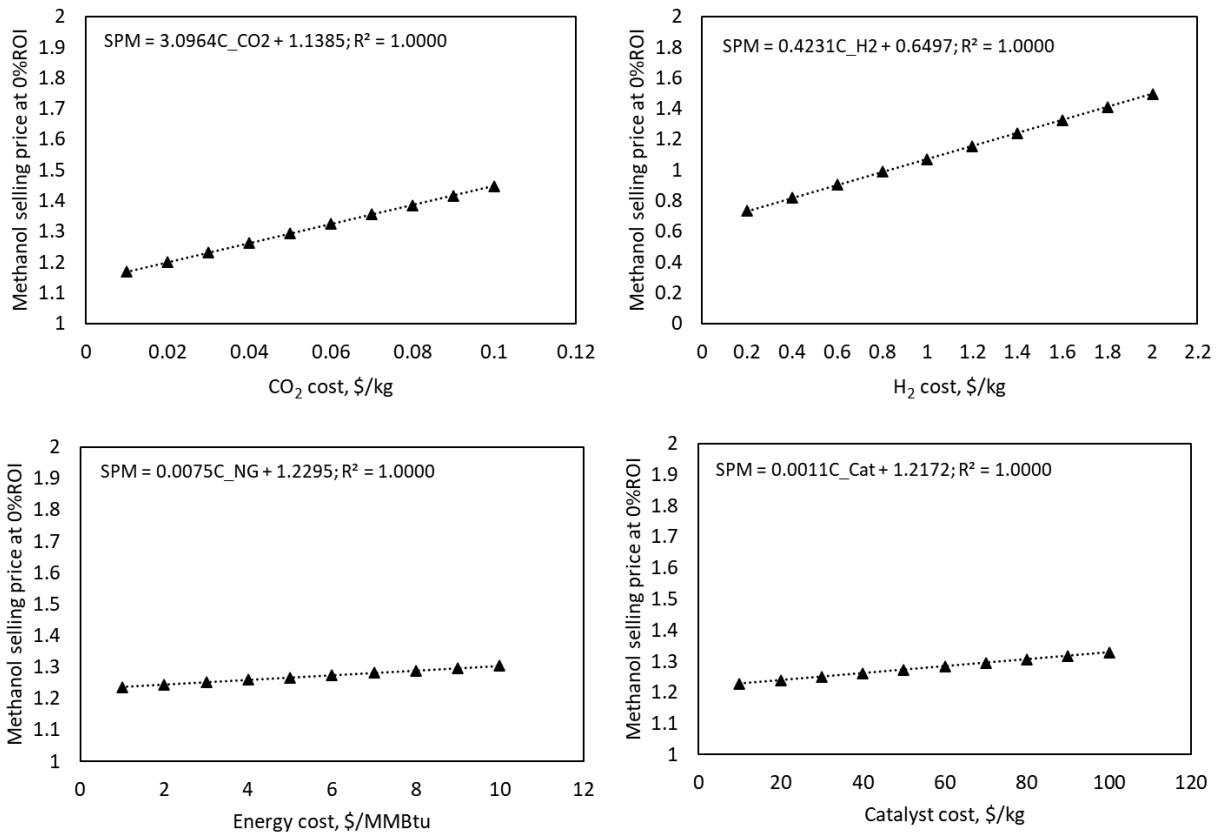 SPM = 3.0964C_CO2 + 1.1385; R² = 1.0000
Methanol selling price at 0%ROI
2
1.9
1.8
1.7
1.6
1.5
1.4
1.3
1.2
1.1
1
0 0.02 0.04 0.06 0.08 0.1 0.12
CO₂ cost, $/kg
SPM = 0.4231C_H2 + 0.6497; R² = 1.0000
Methanol selling price at 0%ROI
2
1.8
1.6
1.4
1.2
1
0.8
0.6
0.4
0.2
0
0 0.2 0.4 0.6 0.8 1 1.2 1.4 1.6 1.8 2 2.2
H₂ cost, $/kg
SPM = 0.0075C_NG + 1.2295; R² = 1.0000
Methanol selling price at 0%ROI
2
1.9
1.8
1.7
1.6
1.5
1.4
1.3
1.2
1.1
1
0 2 4 6 8 10 12
Energy cost, $/MMBtu
SPM = 0.0011C_Cat + 1.2172; R² = 1.0000
Methanol selling price at 0%ROI
2
1.9
1.8
1.7
1.6
1.5
1.4
1.3
1.2
1.1
1
0 20 40 60 80 100 120
Catalyst cost, $/kg